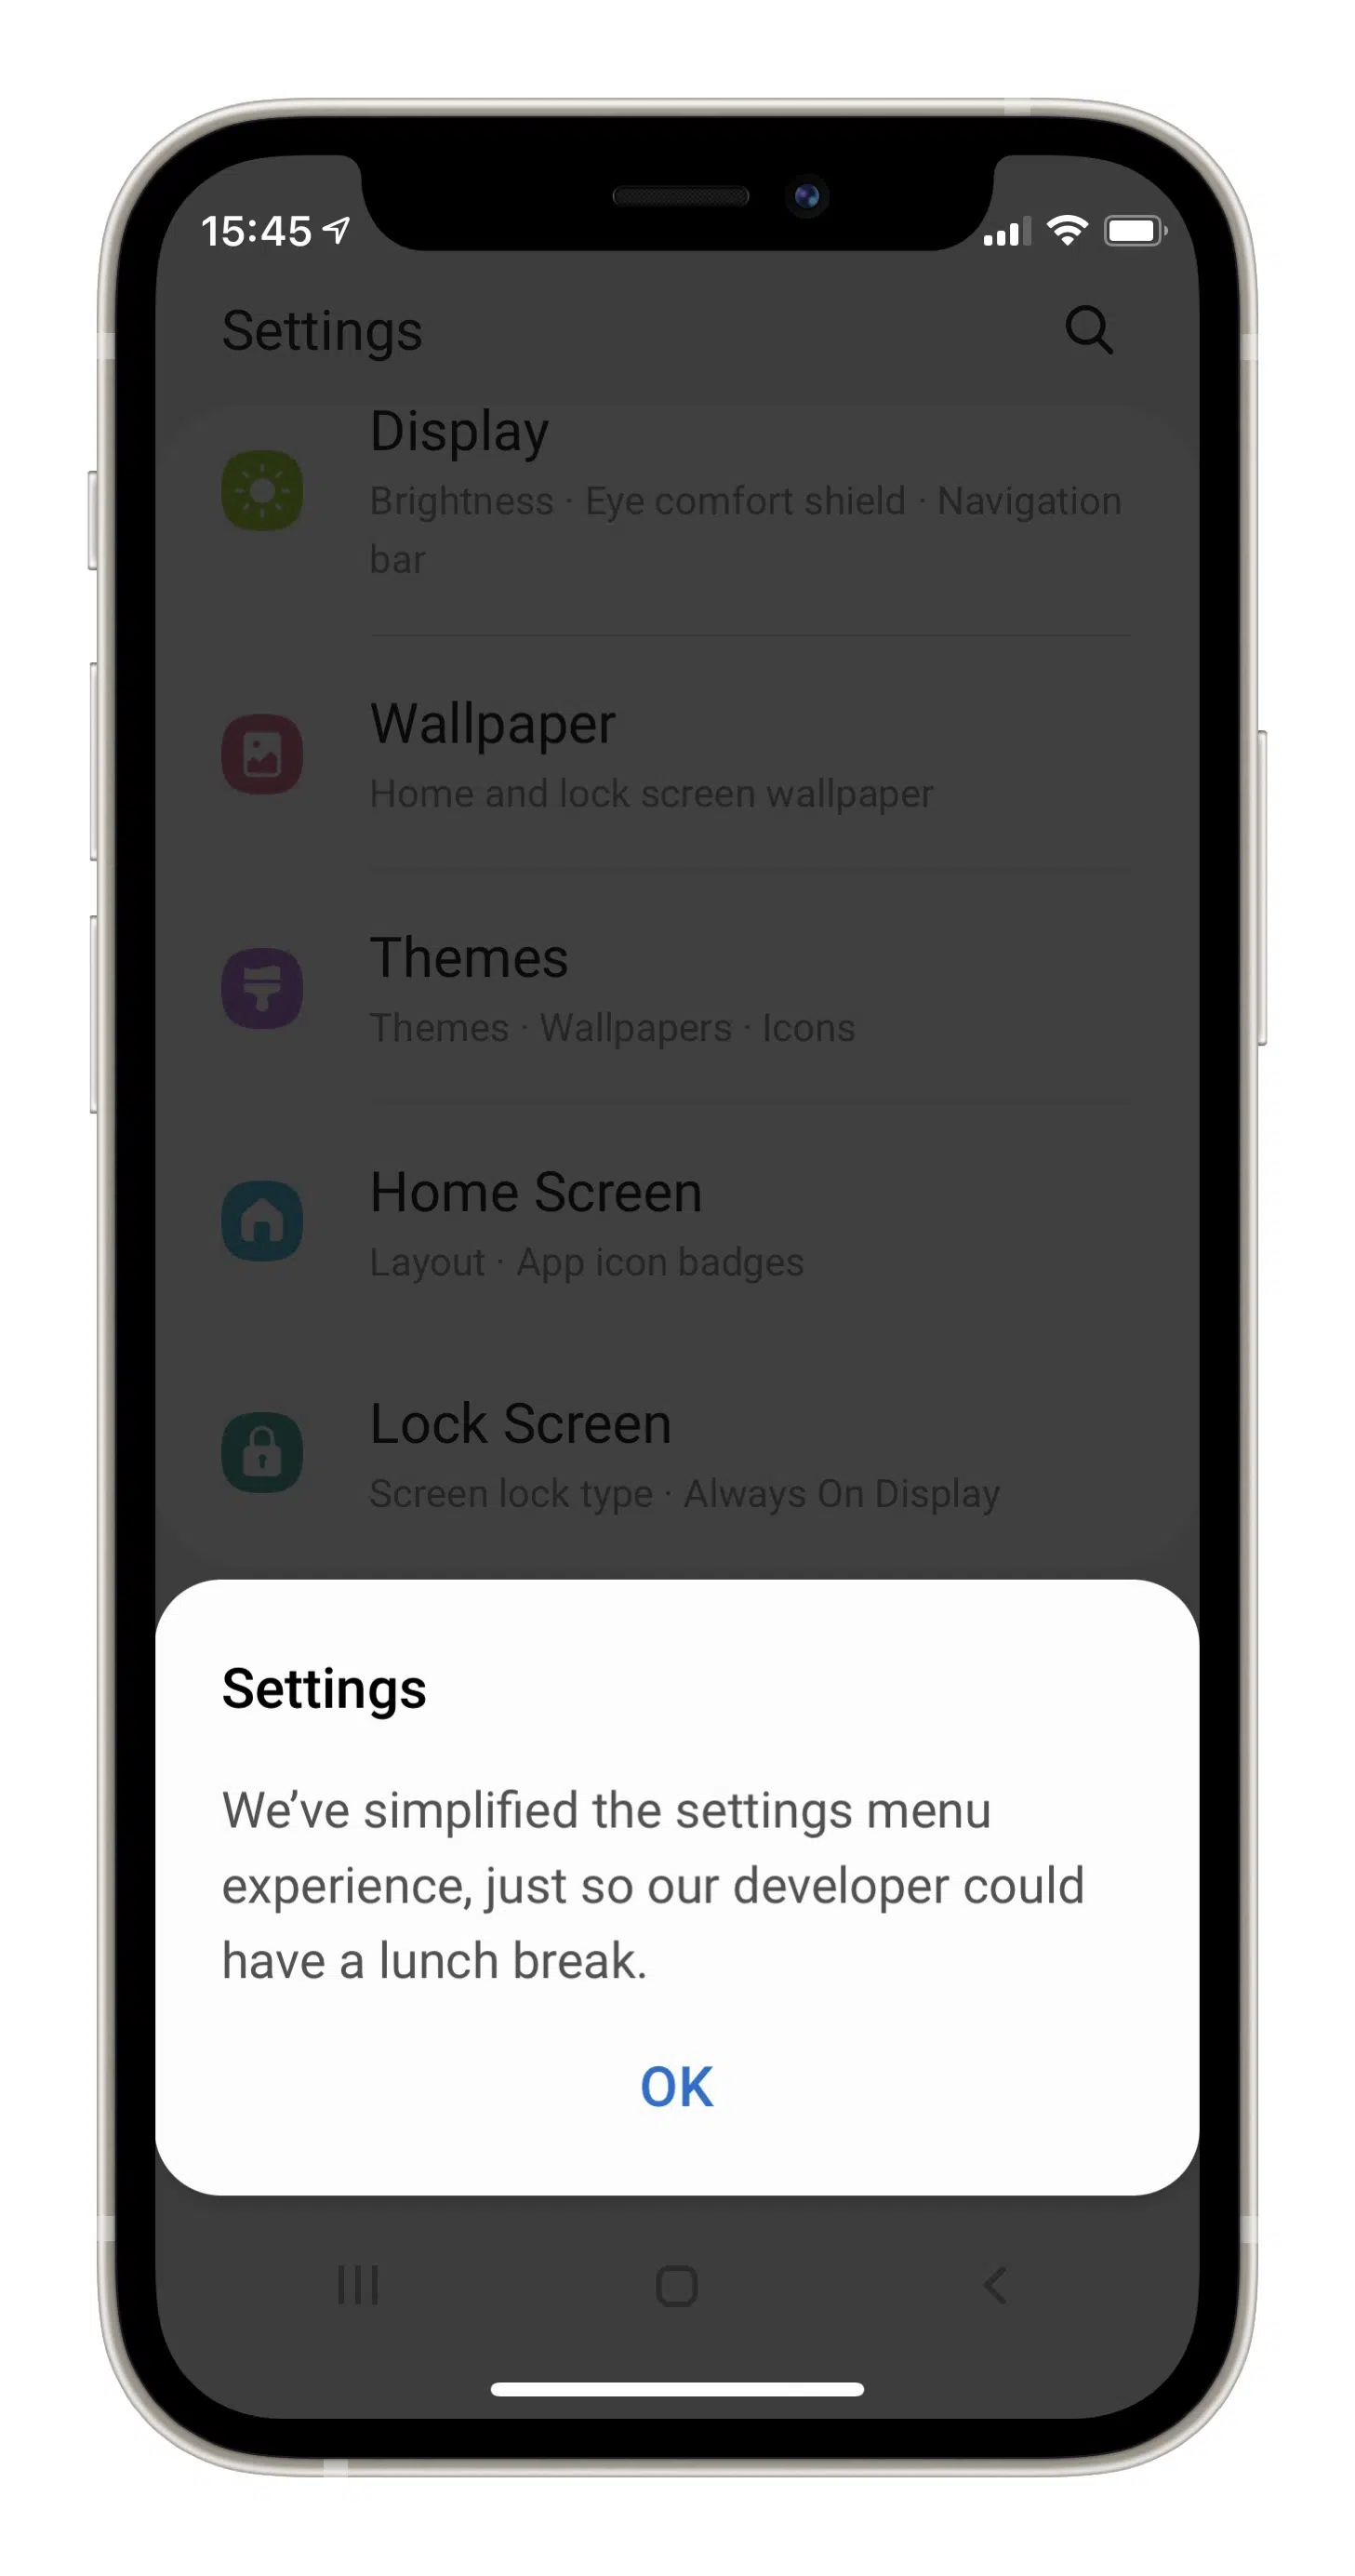 15:45
Settings
Display
Brightness · Eye comfort shield · Navigation
bar
Wallpaper
Home and lock screen wallpaper
Themes
Themes · Wallpapers · Icons
Home Screen
Layout · App icon badges
Lock Screen
Screen lock type · Always On Display
Settings
We’ve simplified the settings menu
experience, just so our developer could
have a lunch break.
OK